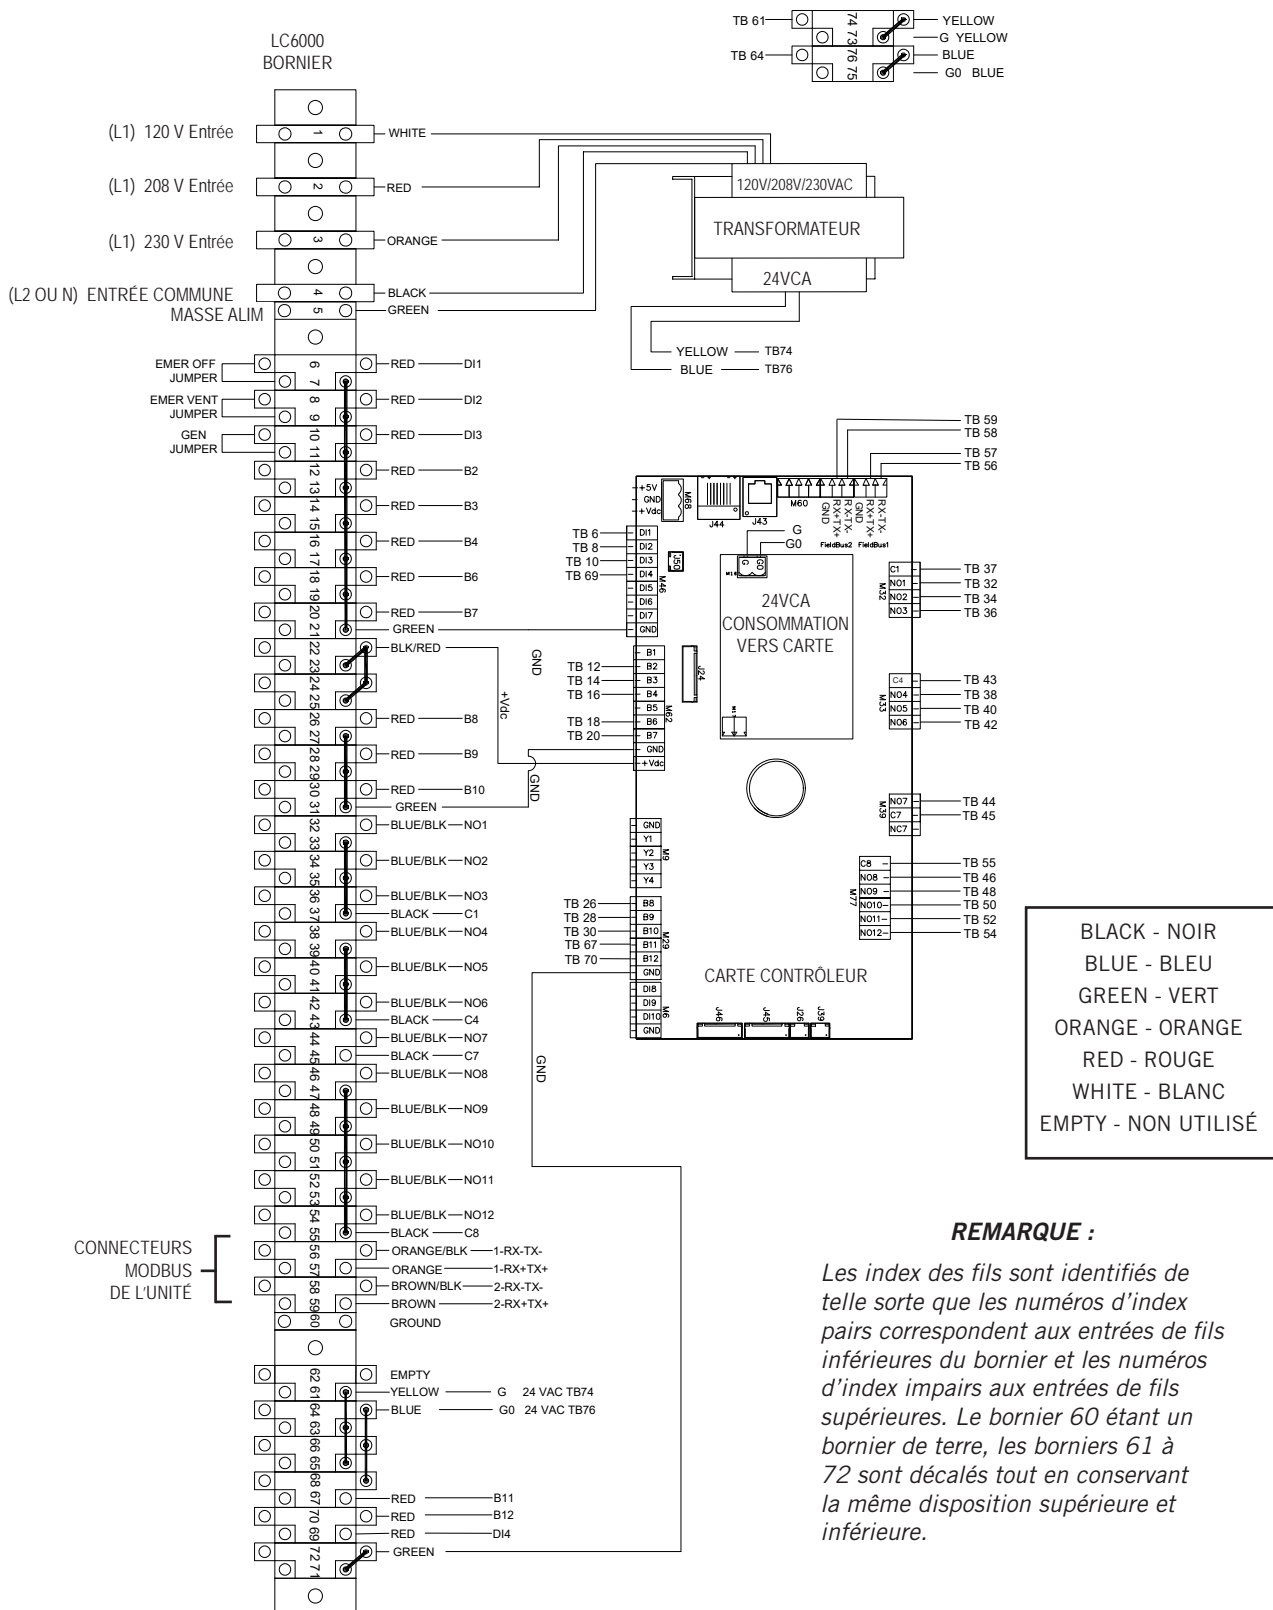 TB 61 74 YELLOW
73 G YELLOW
TB 64 76 BLUE
75 G0 BLUE
LC6000
BORNIER
(L1) 120 V Entrée 1 WHITE
(L1) 208 V Entrée 2 RED
(L1) 230 V Entrée 3 ORANGE
(L2 OU N) ENTRÉE COMMUNE 4 BLACK
MASSE ALIM 5 GREEN
120V/208V/230VAC
TRANSFORMATEUR
24VCA
YELLOW TB74
BLUE TB76
EMER OFF 6 RED DI1
JUMPER 7
EMER VENT 8 RED DI2
JUMPER 9
GEN 10 RED DI3
JUMPER 11
12 RED B2
13
14 RED B3
15
16 RED B4
17
18 RED B6
19
20 RED B7
21 GREEN
22 BLK/RED
23
24
25
26 RED B8
27
28 RED B9
29
30 RED B10
31 GREEN
32 BLUE/BLK NO1
33
34 BLUE/BLK NO2
35
36 BLUE/BLK NO3
37 BLACK C1
38 BLUE/BLK NO4
39
40 BLUE/BLK NO5
41
42 BLUE/BLK NO6
43 BLACK C4
44 BLUE/BLK NO7
45 BLACK C7
46 BLUE/BLK NO8
47
48 BLUE/BLK NO9
49
50 BLUE/BLK NO10
51
52 BLUE/BLK NO11
53
54 BLUE/BLK NO12
55 BLACK C8
CONNECTEURS
MODBUS
DE L'UNITÉ
56 ORANGE/BLK 1-RX-TX-
57 ORANGE 1-RX+TX+
58 BROWN/BLK 2-RX-TX-
59 BROWN 2-RX+TX+
60 GROUND
62 EMPTY
61 YELLOW G 24 VAC TB74
64 BLUE G0 24 VAC TB76
63
66
65
68
67 RED B11
70 RED B12
69 RED DI4
72 GREEN
71
GND
+Vdc
GND
GND
TB 59
TB 58
TB 57
TB 56
+5V
GND
+Vdc
M68
J44
J43
M60
GND
RX+TX+
RX-TX-
GND
RX+TX+
RX-TX-
FieldBus2 FieldBus1
G
G0
G G0
M18
24VCA
CONSOMMATION
VERS CARTE
TB 6 DI1
TB 8 DI2
TB 10 DI3
TB 69 DI4
DI5
DI6
DI7
GND
M46
J50
B1
TB 12 B2
TB 14 B3
TB 16 B4
B5
TB 18 B6
TB 20 B7
GND
+Vdc
M62
J24
GND
Y1
Y2
Y3
Y4
M9
TB 26 B8
TB 28 B9
TB 30 B10
TB 67 B11
TB 70 B12
GND
M29
DI8
DI9
DI10
GND
M6
C1 TB 37
NO1 TB 32
NO2 TB 34
NO3 TB 36
M32
C4 TB 43
NO4 TB 38
NO5 TB 40
NO6 TB 42
M33
NO7 TB 44
C7 TB 45
NC7
M39
C8 TB 55
NO8 TB 46
NO9 TB 48
NO10 TB 50
NO11 TB 52
NO12 TB 54
M77
CARTE CONTRÔLEUR
J46
J45
J26
J39
BLACK - NOIR
BLUE - BLEU
GREEN - VERT
ORANGE - ORANGE
RED - ROUGE
WHITE - BLANC
EMPTY - NON UTILISÉ
REMARQUE :
Les index des fils sont identifiés de
telle sorte que les numéros d'index
pairs correspondent aux entrées de fils
inférieures du bornier et les numéros
d'index impairs aux entrées de fils
supérieures. Le bornier 60 étant un
bornier de terre, les borniers 61 à
72 sont décalés tout en conservant
la même disposition supérieure et
inférieure.